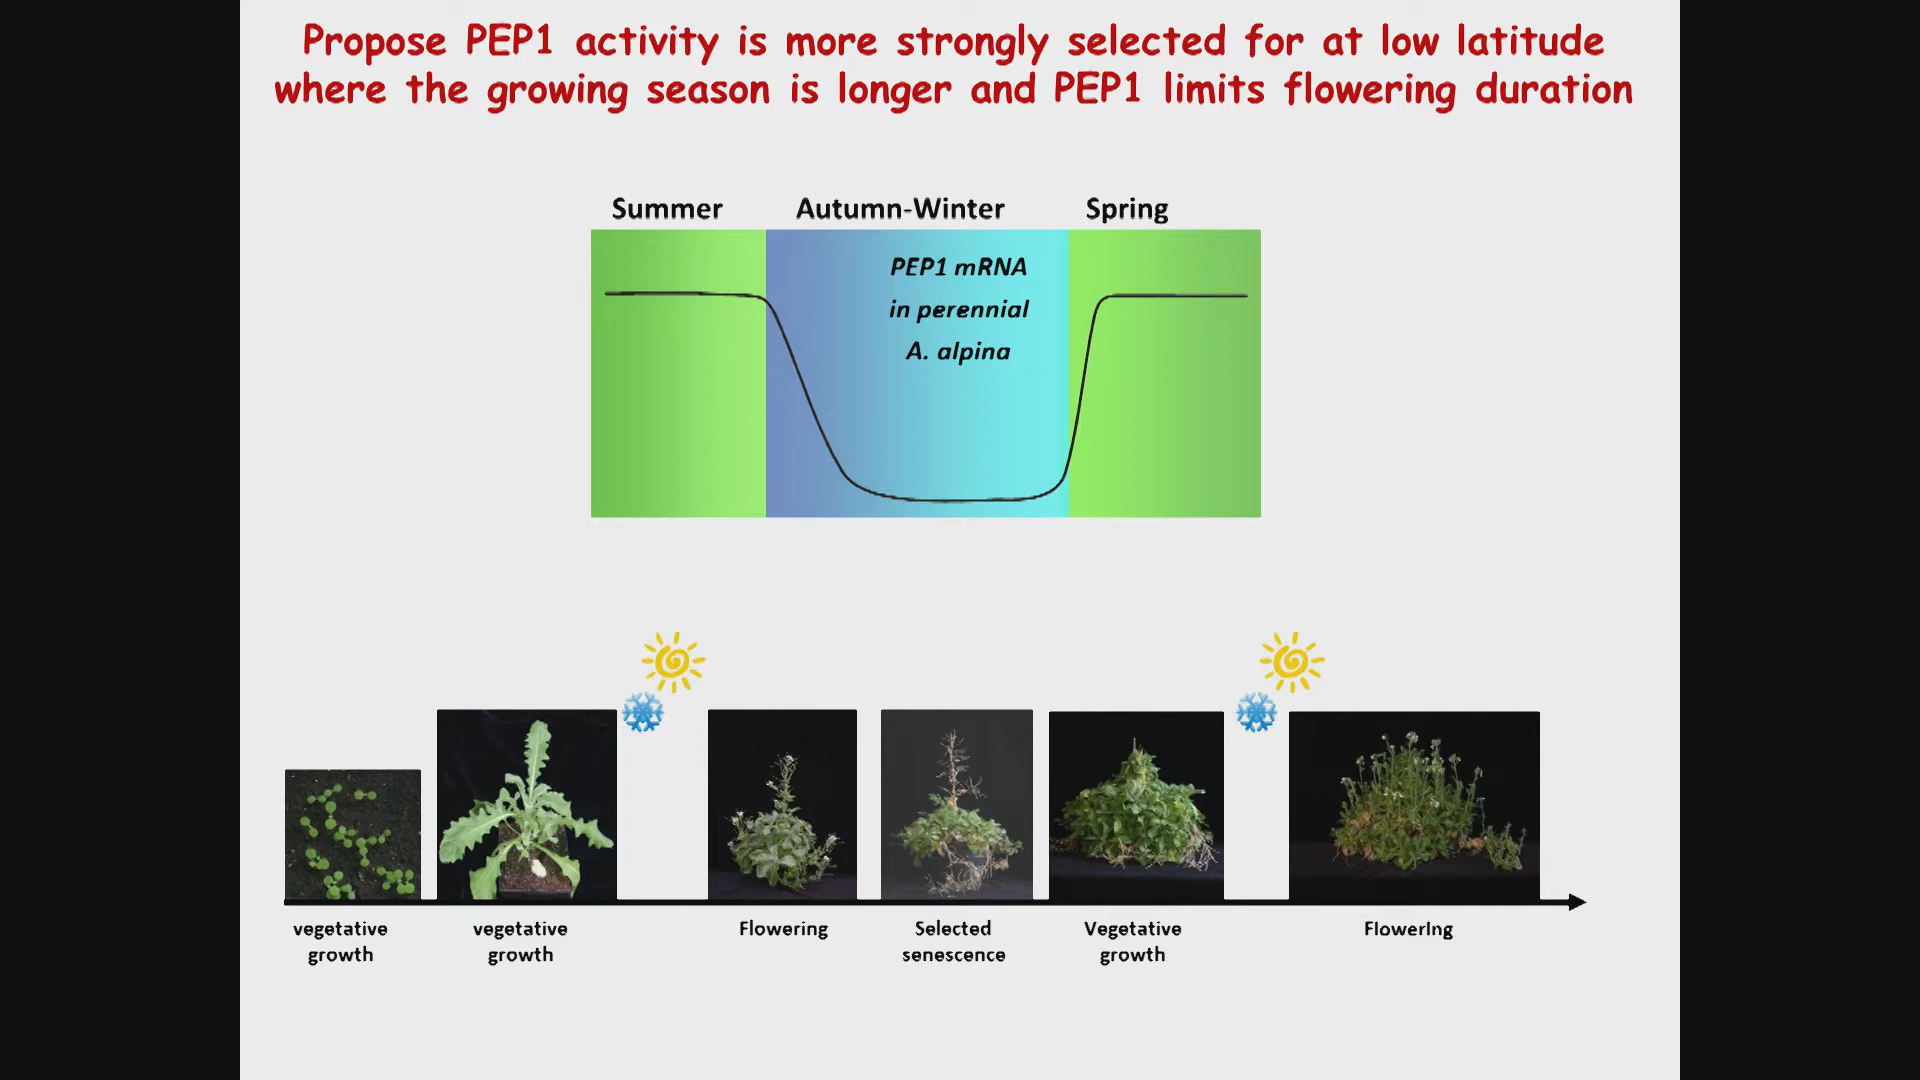 Propose PEP1 activity is more strongly selected for at low latitude
where the growing season is longer and PEP1 limits flowering duration
Summer
Autumn-Winter
Spring
PEP1 mRNA
in perennial
A. alpina
vegetative
growth
vegetative
growth
Flowering
Selected
senescence
Vegetative
growth
Flowering